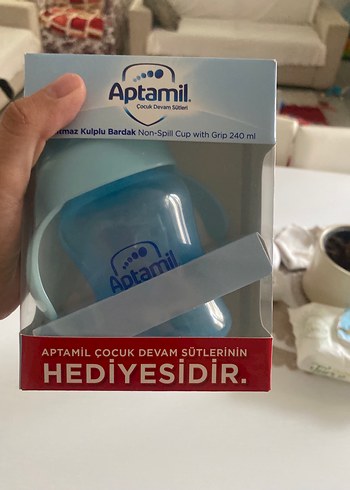 Aptamil.
Çocuk Devam Sütleri
Kulplu Bardak Non-Spill Cup with Grip 240 ml
Aptamil
APTAMİL ÇOCUK DEVAM SÜTLERİNİN
HEDİYESİDİR.